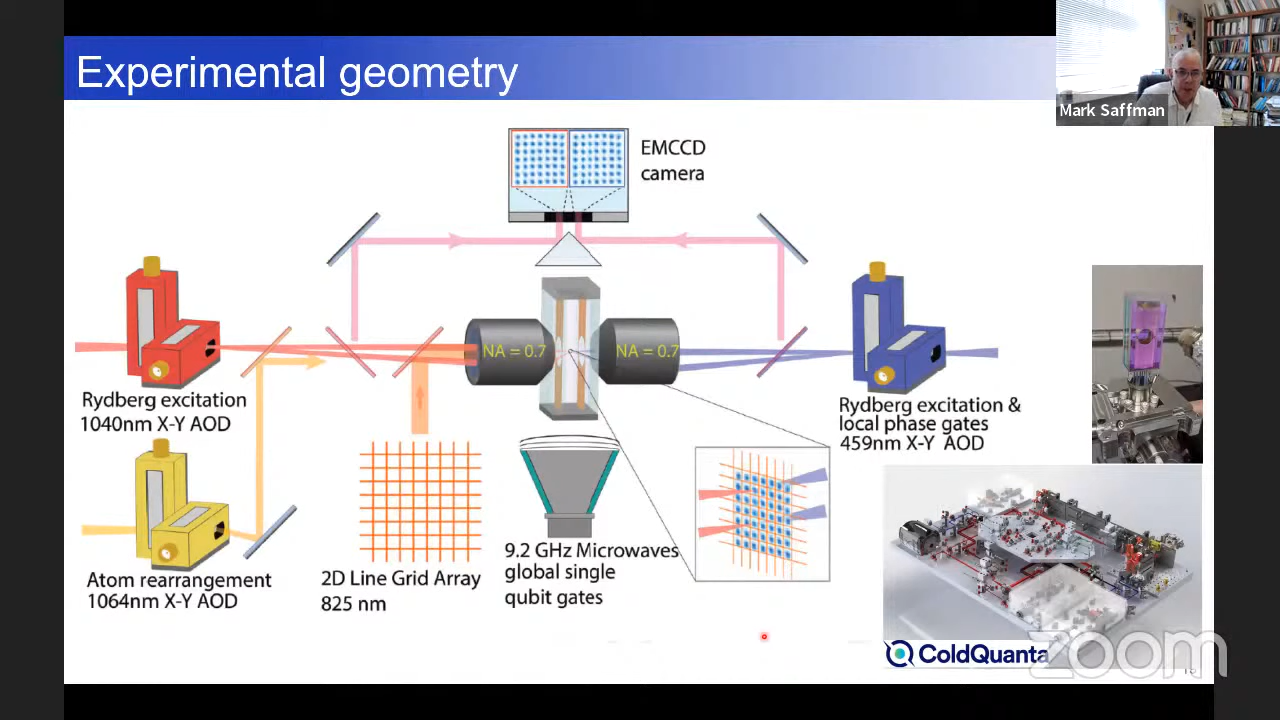 Experimental geometry
Mark Saffman
EMCCD
camera
NA = 0.7
NA = 0.7
Rydberg excitation
1040nm X-Y AOD
Rydberg excitation &
local phase gates
459nm X-Y AOD
Atom rearrangement
1064nm X-Y AOD
2D Line Grid Array
825 nm
9.2 GHz Microwaves
global single
qubit gates
ColdQuanta
zoom